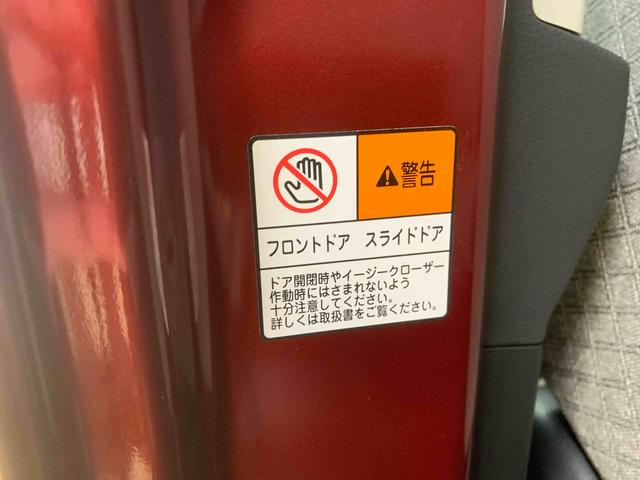 警告
フロントドア　スライドドア
ドア開閉時やイージークローザー
作動時にはさまれないよう
十分注意してください。
詳しくは取扱書をご覧ください。